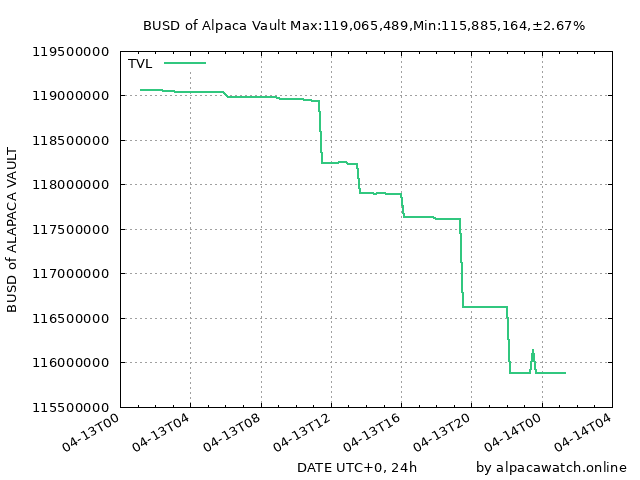 BUSD of Alpaca Vault Max:119,065,489,Min:115,885,164,±2.67%
TVL
119500000
119000000
118500000
118000000
117500000
117000000
116500000
116000000
115500000
BUSD of ALAPACA VAULT
04-13T00
04-13T04
04-13T08
04-13T12
04-13T16
04-13T20
04-14T00
04-14T04
DATE UTC+0, 24h
by alpacawatch.online